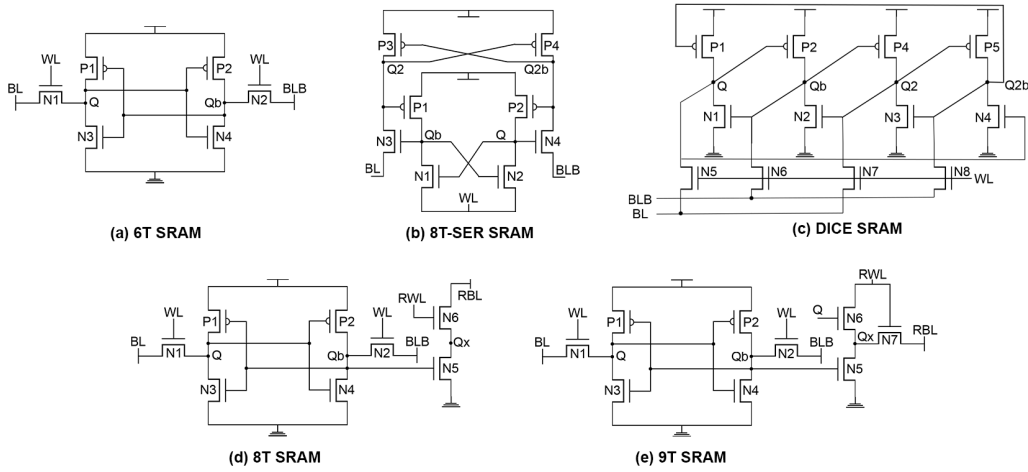 WL
P1
P2
WL
BL
N1
Q
Qb
N2
BLB
N3
N4
(a) 6T SRAM
P3
P4
Q2
Q2b
P1
P2
Qb
Q
N3
N4
BL
BLB
N1
N2
WL
(b) 8T-SER SRAM
P1
P2
P4
P5
Q
Qb
Q2
Q2b
N1
N2
N3
N4
N5
N6
N7
N8
WL
BLB
BL
(c) DICE SRAM
WL
P1
P2
WL
RWL
RBL
N6
BL
N1
Q
Qb
N2
BLB
Qx
N3
N4
N5
(d) 8T SRAM
RWL
WL
P1
P2
WL
Q
N6
BL
N1
Q
Qb
N2
BLB
Qx
N7
RBL
N3
N4
N5
(e) 9T SRAM